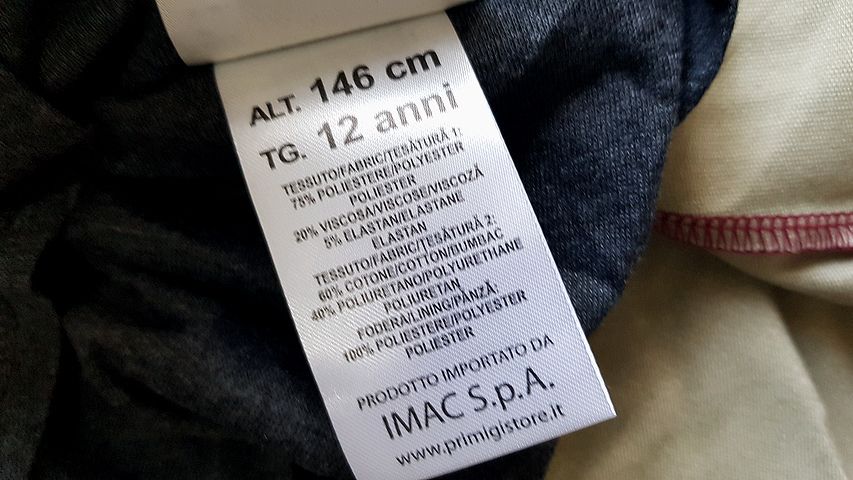 ALT. 146 cm
TG. 12 anni
TESSUTO/FABRIC/TESĂTURĂ 1:
75% POLIESTERE/POLYESTER
POLIESTER
20% VISCOSA/VISCOSE/VISCOZĂ
5% ELASTAN/ELASTANE
ELASTAN
TESSUTO/FABRIC/TESĂTURĂ 2:
60% COTONE/COTTON/BUMBAC
40% POLIURETANO/POLYURETHANE
POLIURETAN
FODERA/LINING/PÂNZĂ:
100% POLIESTERE/POLYESTER
POLIESTER
PRODOTTO IMPORTATO DA
IMAC S.p.A.
www.primigistore.it